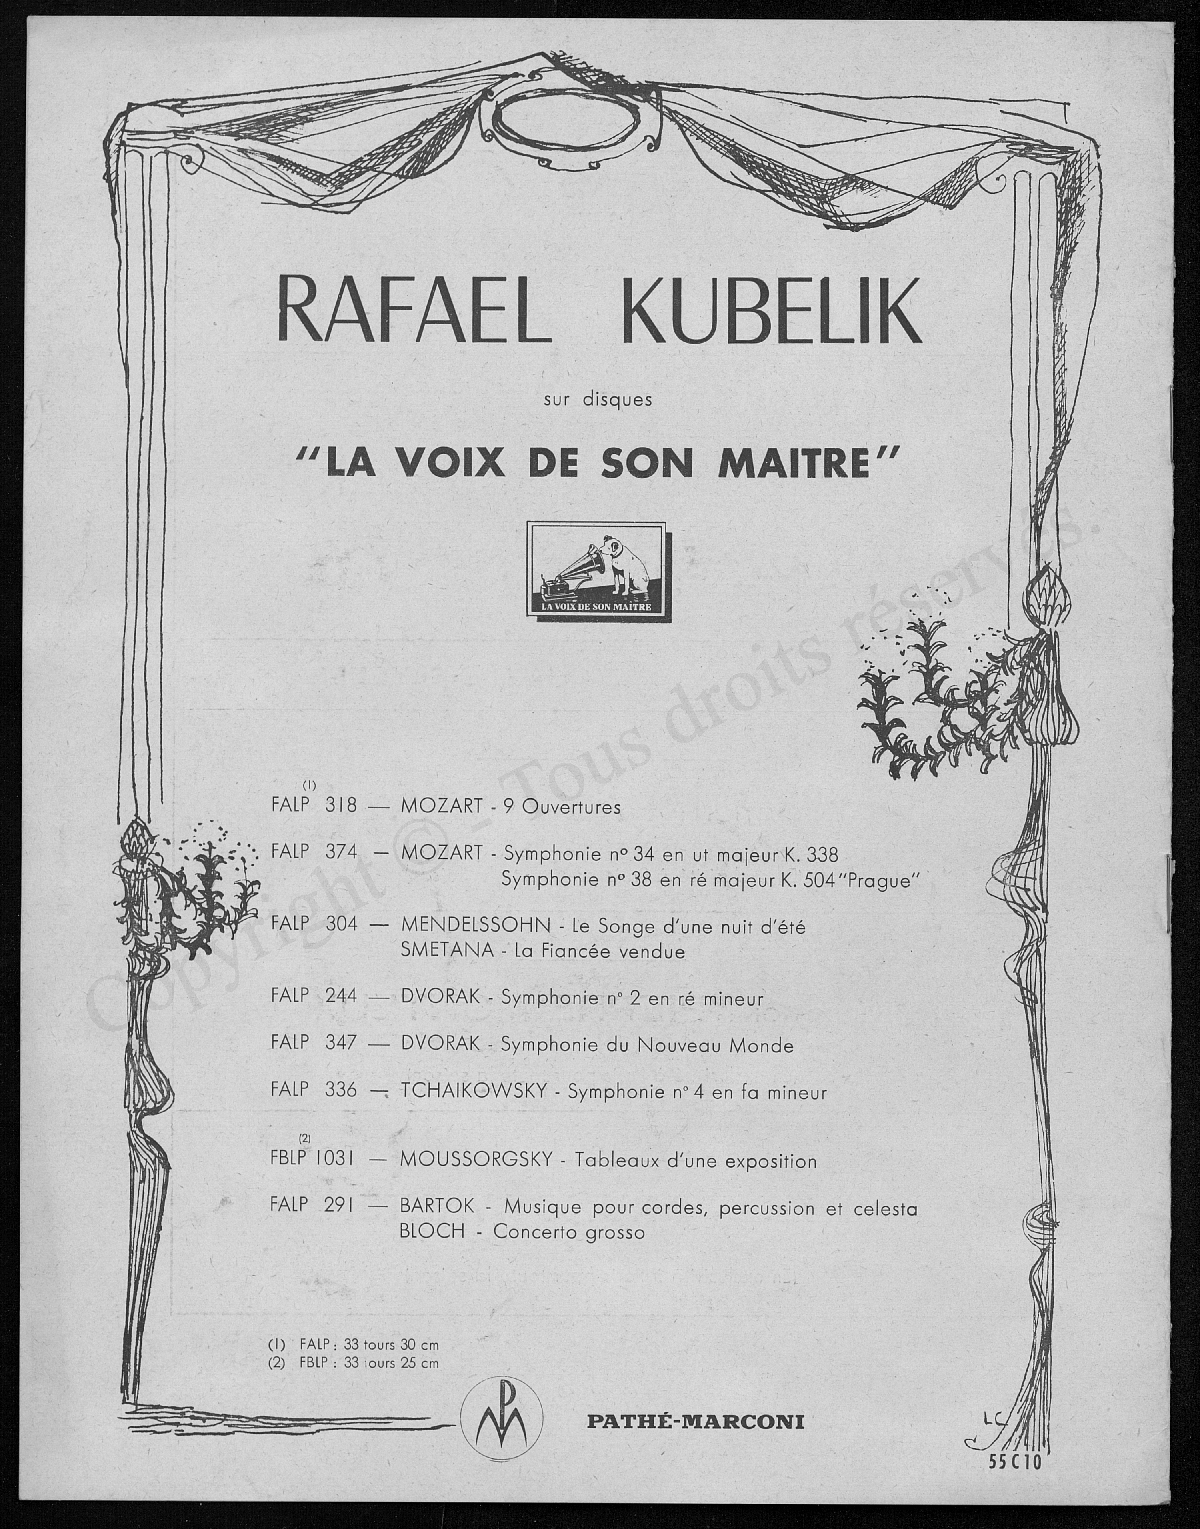 RAFAEL KUBELIK
sur disques
"LA VOIX DE SON MAITRE"
LA VOIX DE SON MAITRE
(1)
FALP 318 — MOZART - 9 Ouvertures
FALP 374 — MOZART - Symphonie n° 34 en ut majeur K. 338
Symphonie n° 38 en ré majeur K. 504 "Prague"
FALP 304 — MENDELSSOHN - Le Songe d'une nuit d'été
SMETANA - La Fiancée vendue
FALP 244 — DVORAK - Symphonie n° 2 en ré mineur
FALP 347 — DVORAK - Symphonie du Nouveau Monde
FALP 336 — TCHAIKOWSKY - Symphonie n° 4 en fa mineur
(2)
FBLP 1031 — MOUSSORGSKY - Tableaux d'une exposition
FALP 291 — BARTOK - Musique pour cordes, percussion et celesta
BLOCH - Concerto grosso
(1) FALP : 33 tours 30 cm
(2) FBLP : 33 tours 25 cm
PM
PATHÉ-MARCONI
LC
55 C 10
Copyright © - Tous droits réservés.